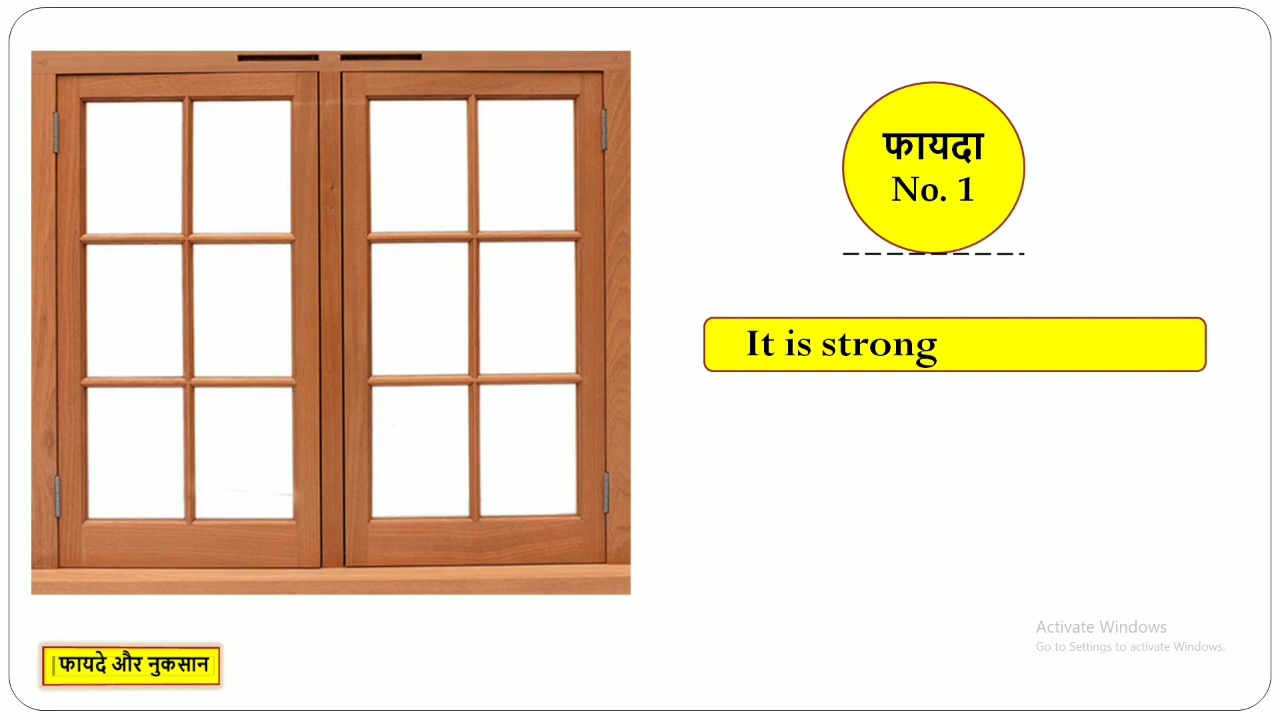 फायदा
No. 1
It is strong
Activate Windows
Go to Settings to activate Windows.
फायदे और नुकसान